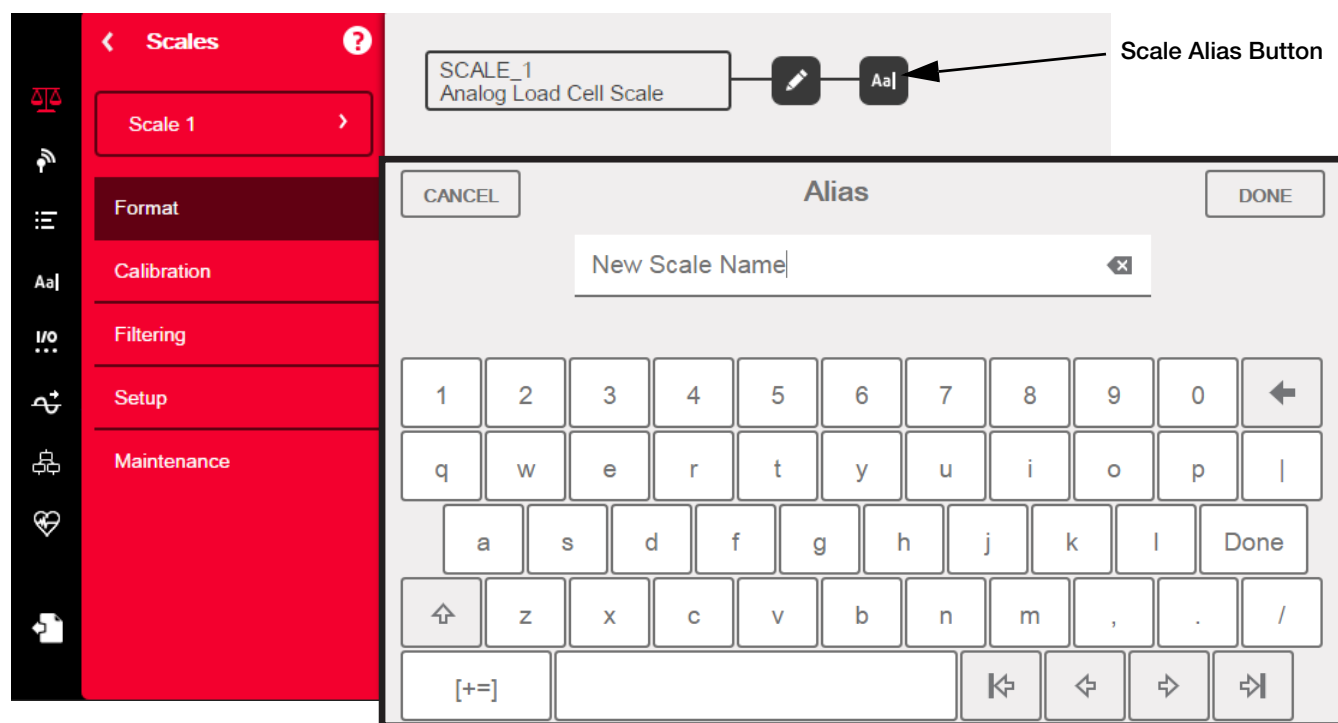 Scales ?
SCALE_1
Analog Load Cell Scale
Aa
Scale Alias Button
Scale 1
Format
Calibration
Filtering
Setup
Maintenance
Aa
I/O
CANCEL Alias DONE
New Scale Name
1 2 3 4 5 6 7 8 9 0
q w e r t y u i o p |
a s d f g h j k l Done
z x c v b n m , . /
[+=]